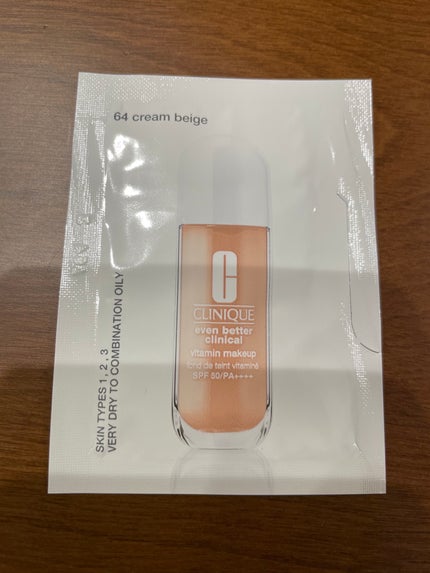 64 cream beige
C
CLINIQUE
even better
clinical
vitamin makeup
fond de teint vitaminé
SPF 50/PA++++
SKIN TYPES 1, 2, 3
VERY DRY TO COMBINATION OILY